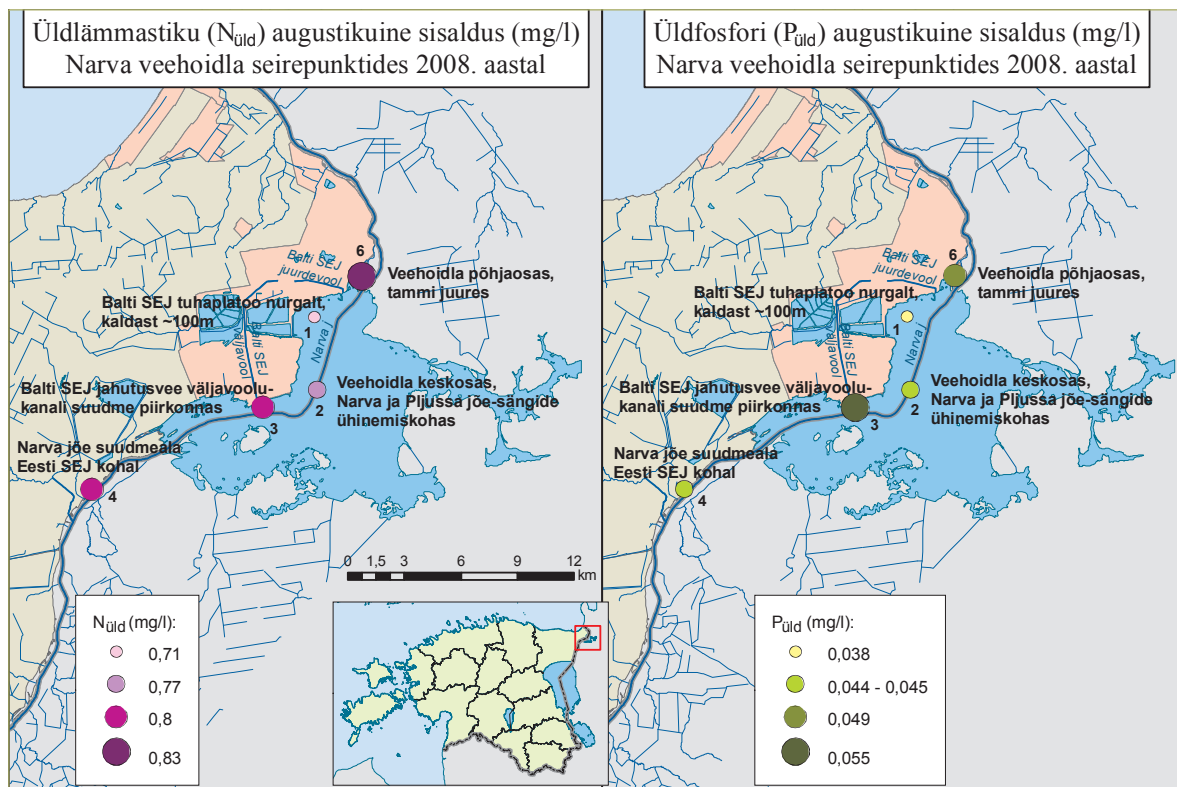 Üldlämmastiku (Nüld) augustikuine sisaldus (mg/l)
Narva veehoidla seirepunktides 2008. aastal
6
Balti SEJ
juurdevool
Veehoidla põhjaosas,
tammi juures
Balti SEJ tuhaplatoo nurgalt,
kaldast ~100m
1
Balti SEJ
väljavool
Narva j
Balti SEJ jahutusvee väljavoolu-
kanali suudme piirkonnas
3
2
Veehoidla keskosas,
Narva ja Pljussa jõe-sängide
ühinemiskohas
Narva jõe suudmeala
Eesti SEJ kohal
4
0 1,5 3 6 9 12
km
Nüld (mg/l):
0,71
0,77
0,8
0,83
Üldfosfori (Püld) augustikuine sisaldus (mg/l)
Narva veehoidla seirepunktides 2008. aastal
6
Balti SEJ
juurdevool
Veehoidla põhjaosas,
tammi juures
Balti SEJ tuhaplatoo nurgalt,
kaldast ~100m
1
Balti SEJ
väljavool
Narva j
Balti SEJ jahutusvee väljavoolu-
kanali suudme piirkonnas
3
2
Veehoidla keskosas,
Narva ja Pljussa jõe-sängide
ühinemiskohas
Narva jõe suudmeala
Eesti SEJ kohal
4
Püld (mg/l):
0,038
0,044 - 0,045
0,049
0,055